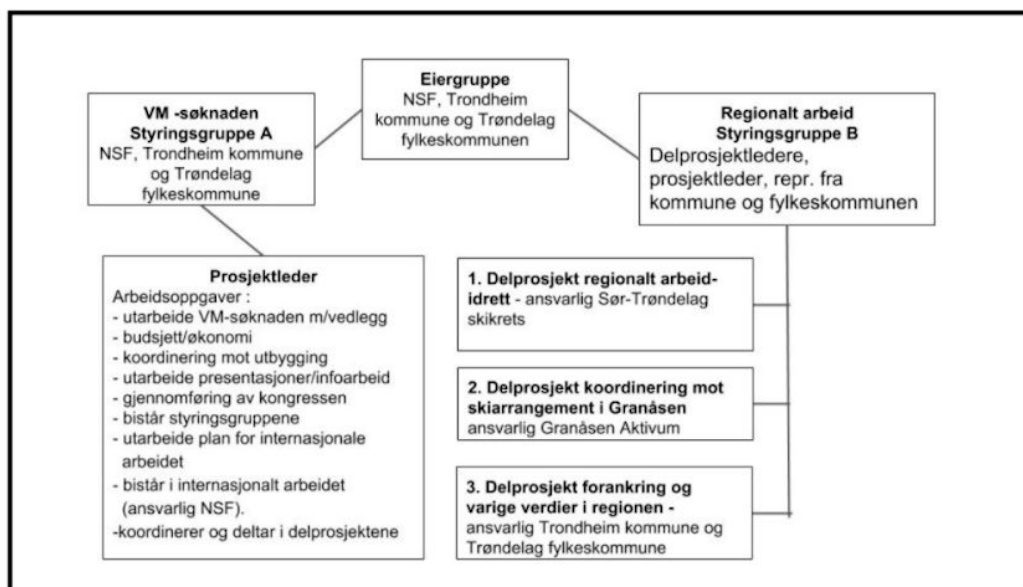 Eiergruppe
NSF, Trondheim
kommune og Trøndelag
fylkeskommunen
VM -søknaden
Styringsgruppe A
NSF, Trondheim kommune
og Trøndelag
fylkeskommune
Regionalt arbeid
Styringsgruppe B
Delprosjektledere,
prosjektleder, repr. fra
kommune og fylkeskommunen
Prosjektleder
Arbeidsoppgaver :
- utarbeide VM-søknaden m/vedlegg
- budsjett/økonomi
- koordinering mot utbygging
- utarbeide presentasjoner/infoarbeid
- gjennomføring av kongressen
- bistår styringsgruppene
- utarbeide plan for internasjonale
arbeidet
- bistår i internasjonalt arbeidet
(ansvarlig NSF).
-koordinerer og deltar i delprosjektene
1. Delprosjekt regionalt arbeid-
idrett - ansvarlig Sør-Trøndelag
skikrets
2. Delprosjekt koordinering mot
skiarrangement i Granåsen
ansvarlig Granåsen Aktivum
3. Delprosjekt forankring og
varige verdier i regionen -
ansvarlig Trondheim kommune og
Trøndelag fylkeskommune